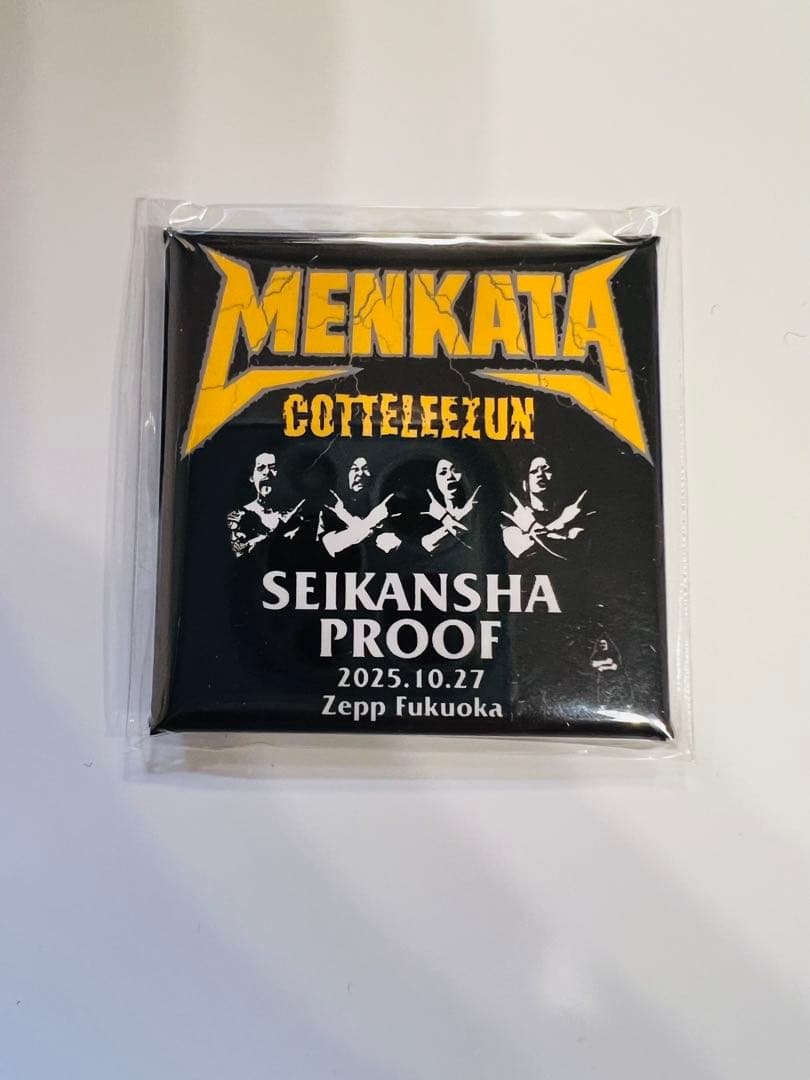 MENKATA
COTTELEEZUN
SEIKANSHA
PROOF
2025.10.27
Zepp Fukuoka